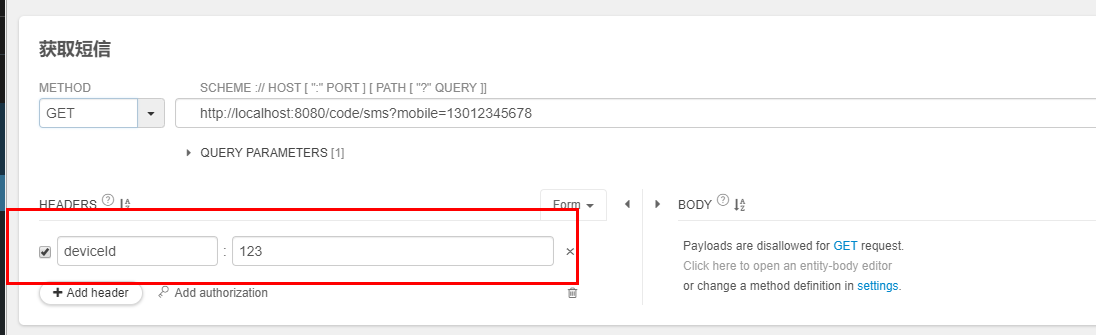 获取短信
METHOD SCHEME :// HOST [ ":" PORT ] [ PATH [ "?" QUERY ]]
GET http://localhost:8080/code/sms?mobile=13012345678
QUERY PARAMETERS [1]
HEADERS ? Form BODY ?
deviceId : 123
Payloads are disallowed for GET request.
Click here to open an entity-body editor
+ Add header Add authorization or change a method definition in settings.